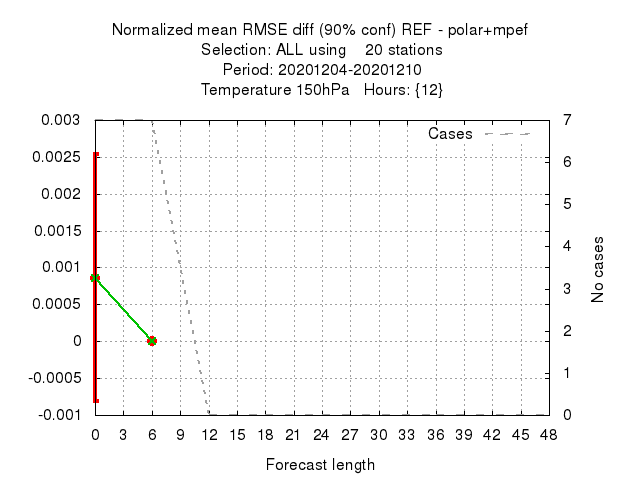 Normalized mean RMSE diff (90% conf) REF - polar+mpef
Selection: ALL using    20 stations
Period: 20201204-20201210
Temperature 150hPa   Hours: {12}
Cases
0.003
0.0025
0.002
0.0015
0.001
0.0005
0
-0.0005
-0.001
7
6
5
4
3
2
1
0
No cases
0 3 6 9 12 15 18 21 24 27 30 33 36 39 42 45 48
Forecast length